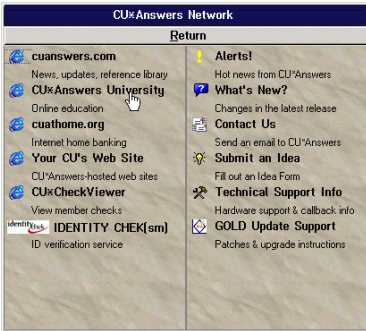 CU*Answers Network
Return
cuanswers.com
News, updates, reference library
CU*Answers University
Online education
cuathome.org
Internet home banking
Your CU's Web Site
CU*Answers-hosted web sites
CU*CheckViewer
View member checks
identity Chek IDENTITY CHEK(sm)
ID verification service
Alerts!
Hot news from CU*Answers
What's New?
Changes in the latest release
Contact Us
Send an email to CU*Answers
Submit an Idea
Fill out an Idea Form
Technical Support Info
Hardware support & callback info
GOLD Update Support
Patches & upgrade instructions